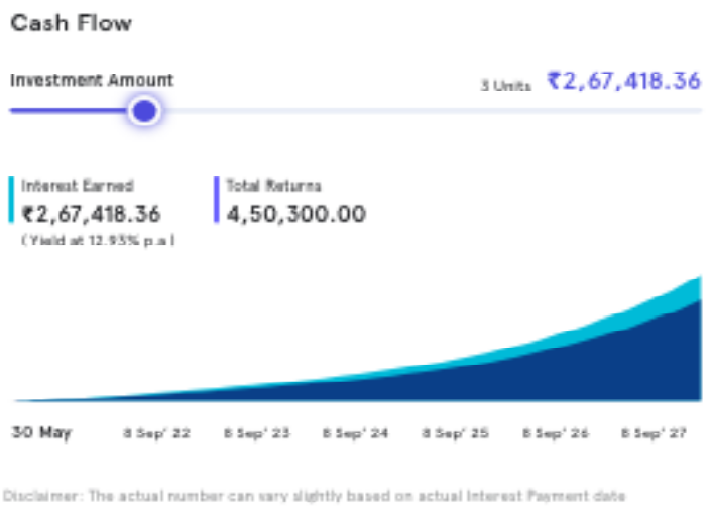 Cash Flow
Investment Amount
3 Units ₹2,67,418.36
Interest Earned
Total Returns
₹2,67,418.36
4,50,300.00
(Yield at 12.93% p.a)
30 May 8 Sep' 22 8 Sep' 23 8 Sep' 24 8 Sep' 25 8 Sep' 26 8 Sep' 27
Disclaimer: The actual number can vary slightly based on actual Interest Payment date